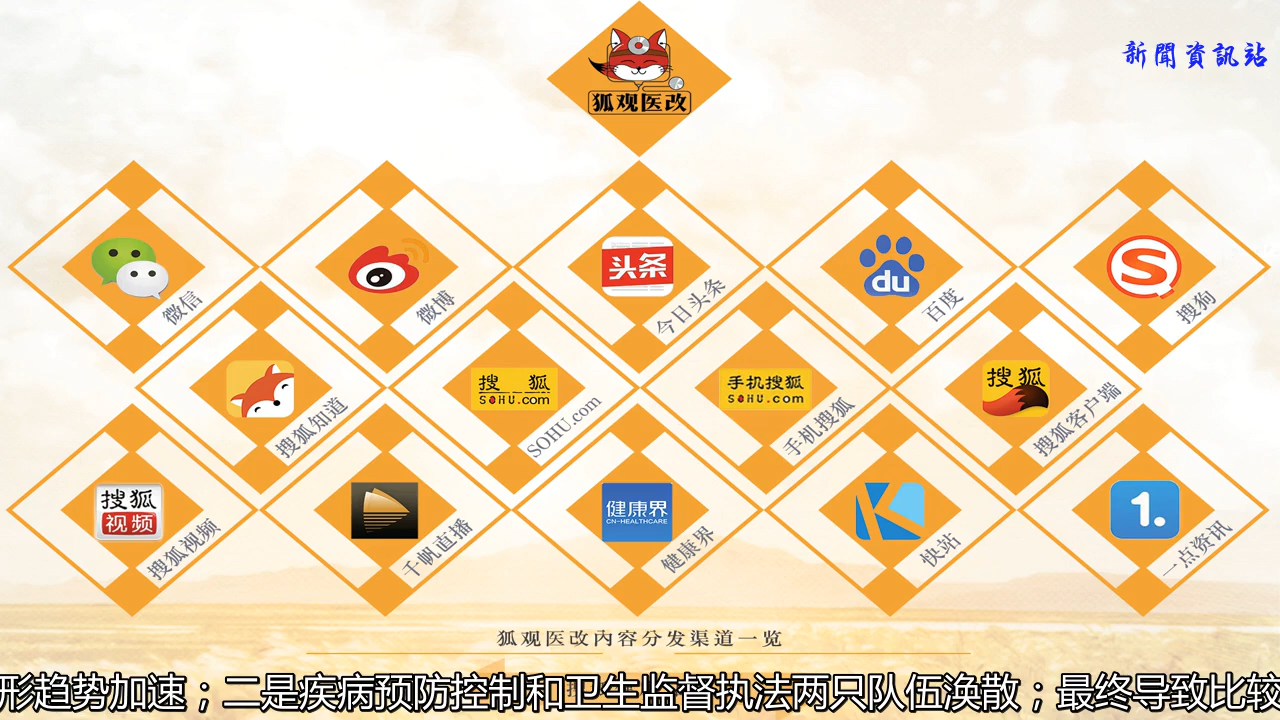 狐观医改
新聞資訊站
微信
微博
头条
今日头条
du
百度
S
搜狗
搜狐知道
搜 狐
SOHU.com
SOHU.com
手机搜狐
SOHU.com
手机搜狐
搜狐
搜狐客户端
搜狐
视频
搜狐视频
千帆直播
健康界
CN-HEALTHCARE
健康界
快站
1.
一点资讯
狐观医改内容分发渠道一览
形趋势加速；二是疾病预防控制和卫生监督执法两只队伍涣散；最终导致比较